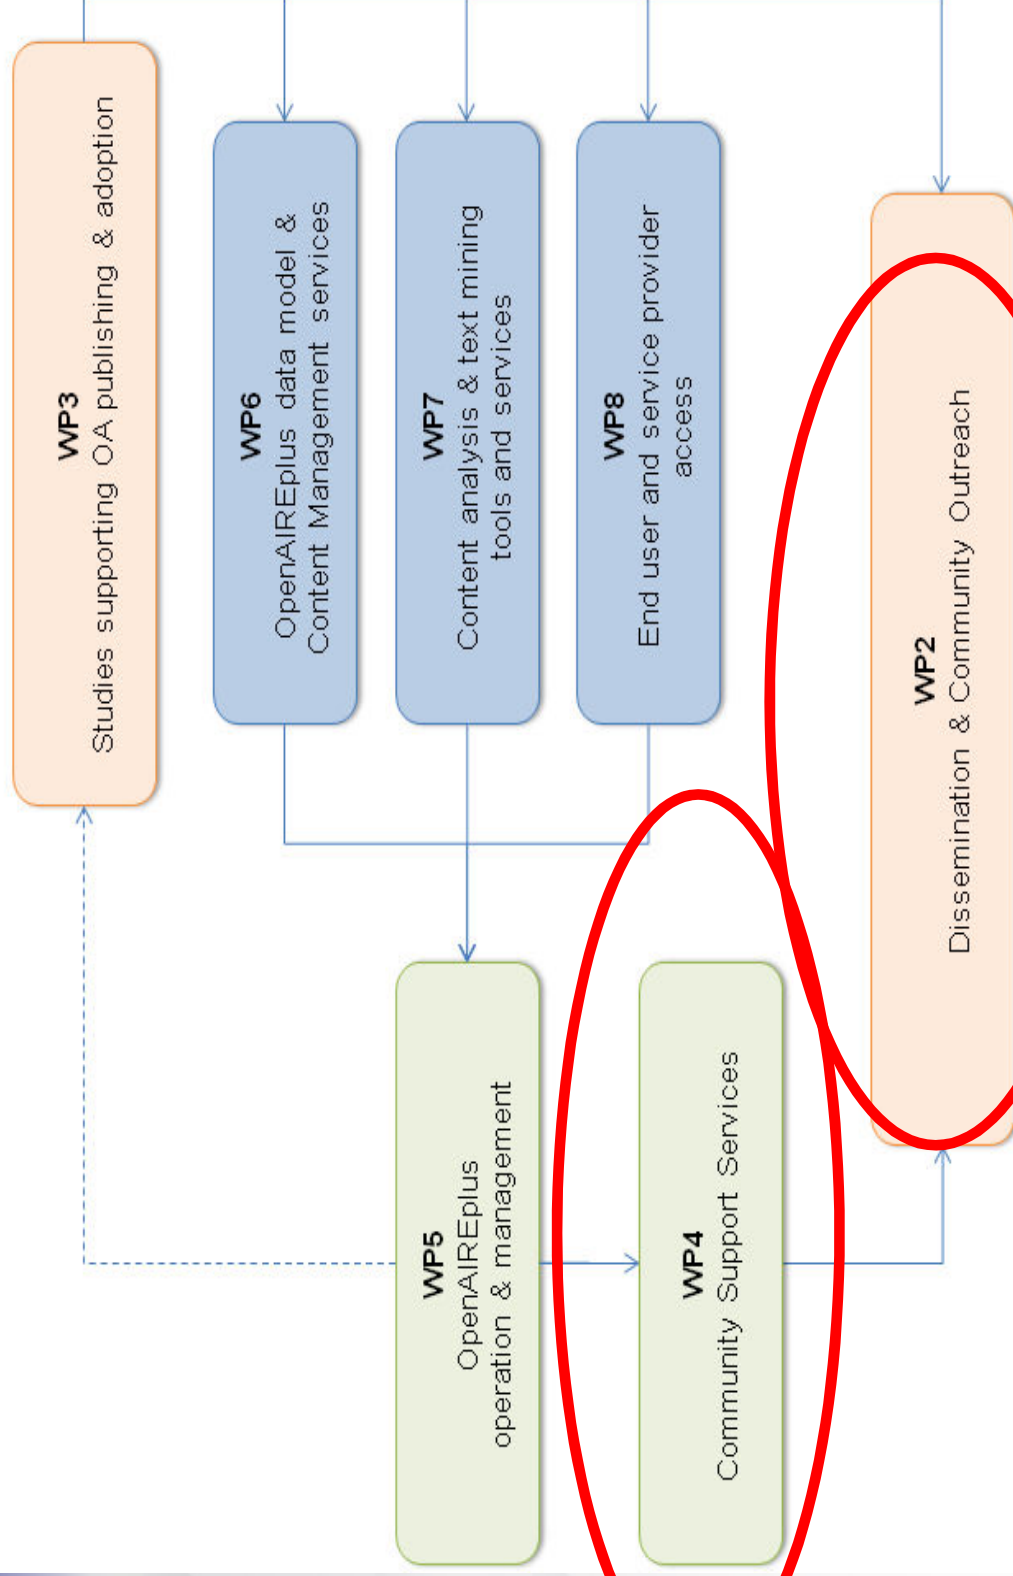 WP3
Studies supporting OA publishing & adoption
WP6
OpenAIREplus data model &
Content Management services
WP7
Content analysis & text mining
tools and services
WP8
End user and service provider
access
WP5
OpenAIREplus
operation & management
WP4
Community Support Services
WP2
Dissemination & Community Outreach